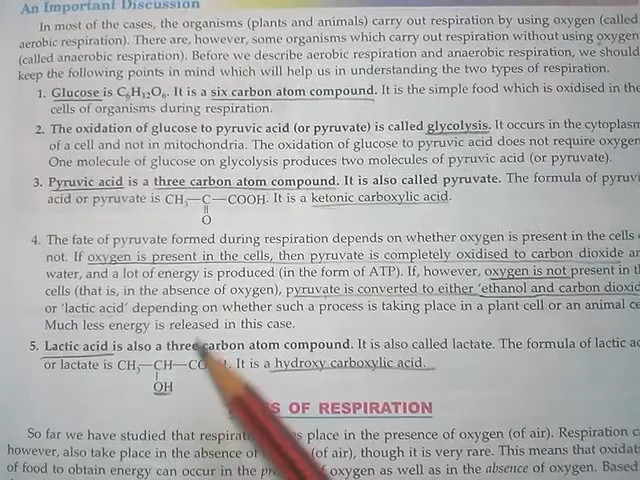 An Important Discussion
In most of the cases, the organisms (plants and animals) carry out respiration by using oxygen (called
aerobic respiration). There are, however, some organisms which carry out respiration without using oxygen
(called anaerobic respiration). Before we describe aerobic respiration and anaerobic respiration, we should
keep the following points in mind which will help us in understanding the two types of respiration.
1. Glucose is C₆H₁₂O₆. It is a six carbon atom compound. It is the simple food which is oxidised in the
cells of organisms during respiration.
2. The oxidation of glucose to pyruvic acid (or pyruvate) is called glycolysis. It occurs in the cytoplasm
of a cell and not in mitochondria. The oxidation of glucose to pyruvic acid does not require oxygen
One molecule of glucose on glycolysis produces two molecules of pyruvic acid (or pyruvate).
3. Pyruvic acid is a three carbon atom compound. It is also called pyruvate. The formula of pyruvi
acid or pyruvate is CH₃—C—COOH. It is a ketonic carboxylic acid.
||
O
4. The fate of pyruvate formed during respiration depends on whether oxygen is present in the cells
not. If oxygen is present in the cells, then pyruvate is completely oxidised to carbon dioxide an
water, and a lot of energy is produced (in the form of ATP). If, however, oxygen is not present in th
cells (that is, in the absence of oxygen), pyruvate is converted to either 'ethanol and carbon dioxid
or 'lactic acid' depending on whether such a process is taking place in a plant cell or an animal ce
Much less energy is released in this case.
5. Lactic acid is also a three carbon atom compound. It is also called lactate. The formula of lactic ac
or lactate is CH₃—CH—CO H. It is a hydroxy carboxylic acid.
|
OH
S OF RESPIRATION
So far we have studied that respirat s place in the presence of oxygen (of air). Respiration c
however, also take place in the absence of (of air), though it is very rare. This means that oxidat
of food to obtain energy can occur in the pr of oxygen as well as in the absence of oxygen. Based